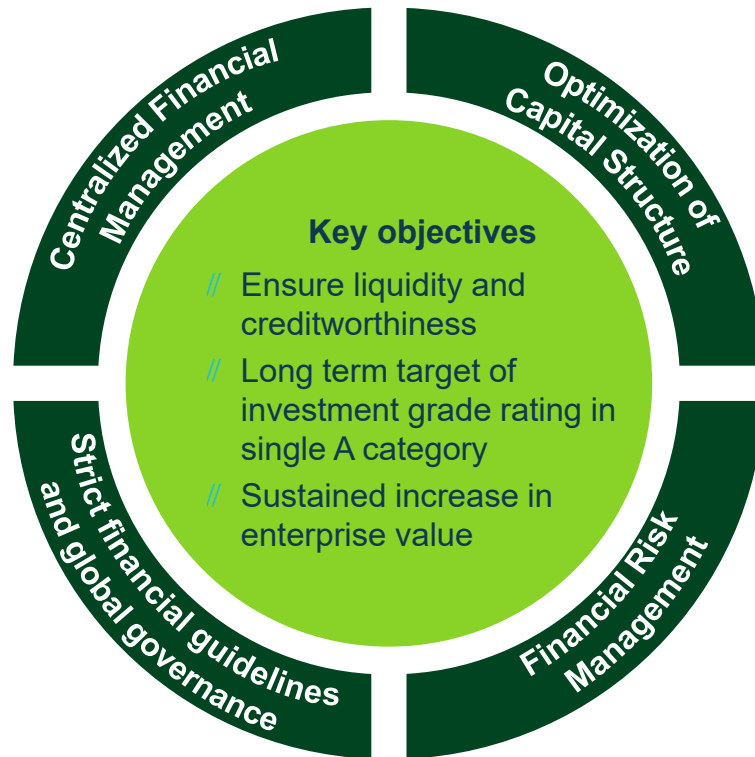 Centralized Financial
Management
Optimization of
Capital Structure
Key objectives
// Ensure liquidity and
creditworthiness
// Long term target of
investment grade rating in
single A category
// Sustained increase in
enterprise value
Strict financial guidelines
and global governance
Financial Risk
Management